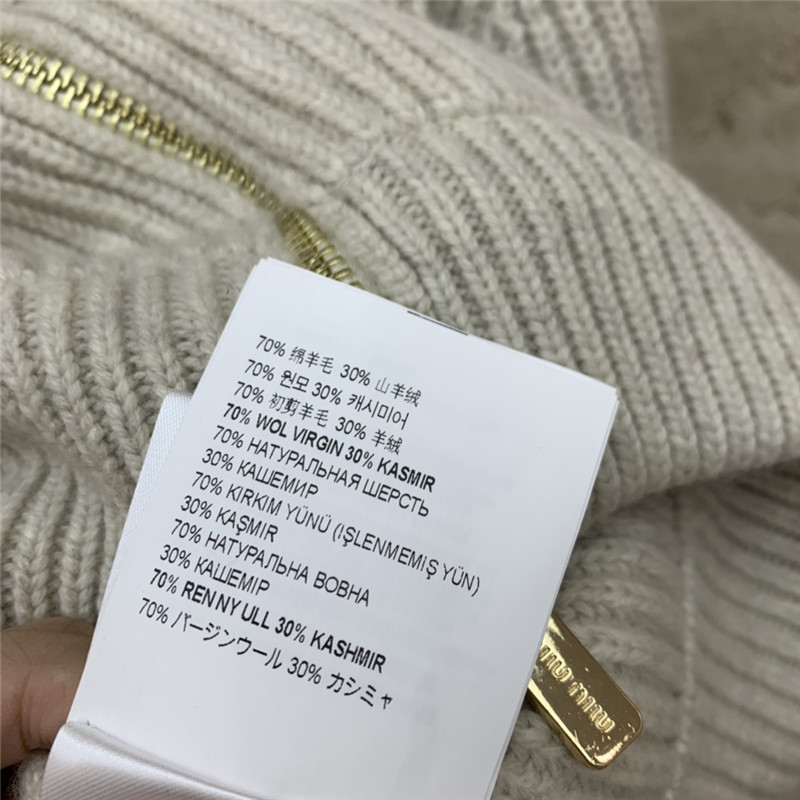 70% 绵羊毛 30% 山羊绒
70% 원모 30% 캐시미어
70% 初剪羊毛 30% 羊绒
70% WOL VIRGIN 30% KASMIR
70% НАТУРАЛЬНАЯ ШЕРСТЬ
30% КАШЕМИР
70% KIRKIM YÜNÜ (IŞLENMEMIŞ YÜN)
30% KAŞMIR
70% НАТУРАЛЬНА ВОВНА
30% КАШЕМІР
70% REN NY ULL 30% KASHMIR
70% バージンウール 30% カシミヤ
miu miu